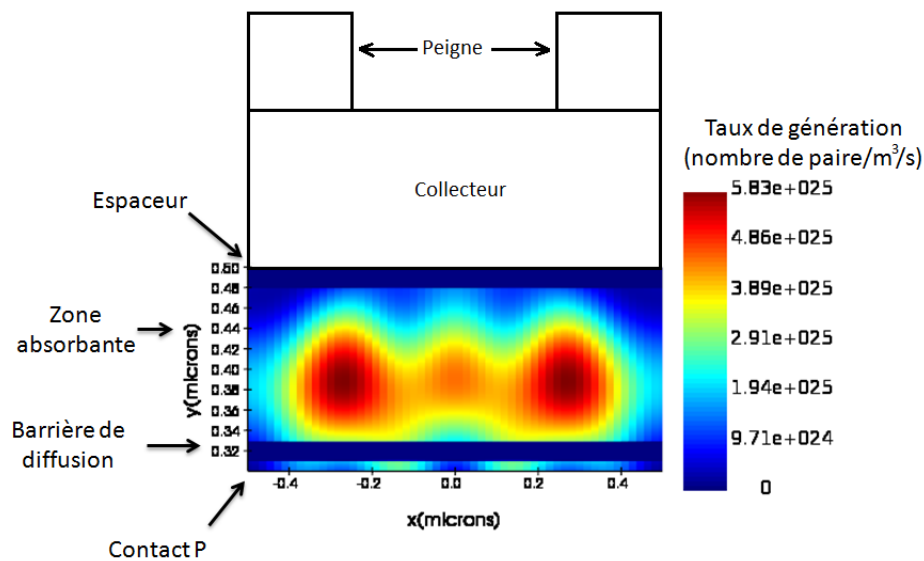 Peigne
Taux de génération
(nombre de paire/m³/s)
Collecteur
Espaceur
Zone
absorbante
Barrière de
diffusion
Contact P
0.50
0.48
0.44
0.42
0.40
0.38
0.36
0.34
0.32
y(microns)
-0.4
-0.2
0.0
0.2
0.4
x(microns)
5.83e+025
4.86e+025
3.89e+025
2.91e+025
1.94e+025
9.71e+024
0